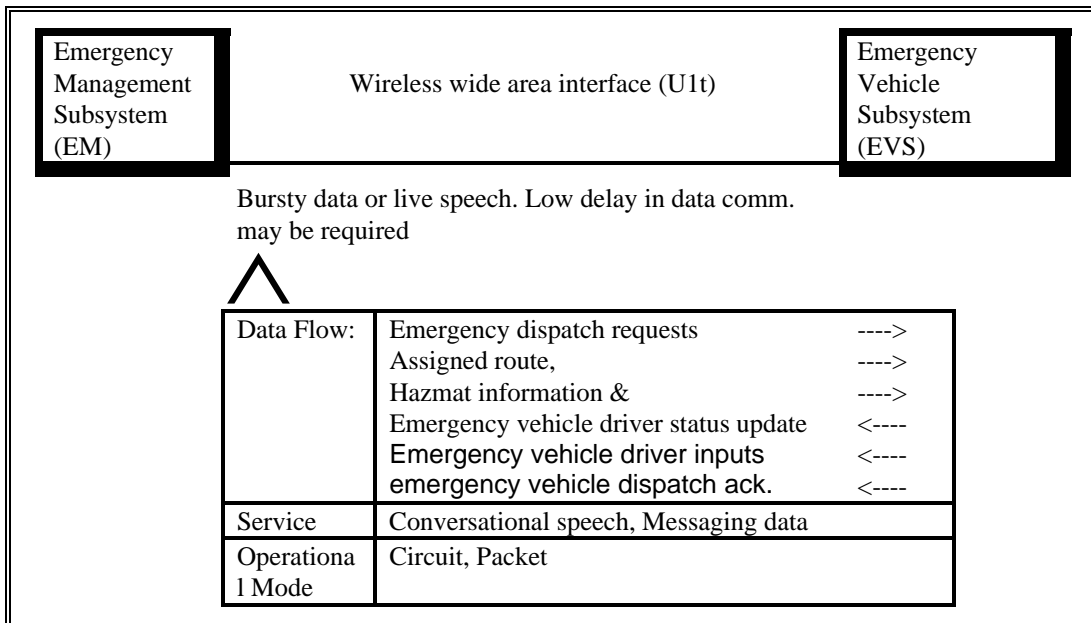 Emergency
Management
Subsystem
(EM)
Wireless wide area interface (U1t)
Emergency
Vehicle
Subsystem
(EVS)
Bursty data or live speech. Low delay in data comm.
may be required
Data Flow: Emergency dispatch requests ---->
Assigned route, ---->
Hazmat information & ---->
Emergency vehicle driver status update <----
Emergency vehicle driver inputs <----
emergency vehicle dispatch ack. <----
Service Conversational speech, Messaging data
Operationa Circuit, Packet
l Mode